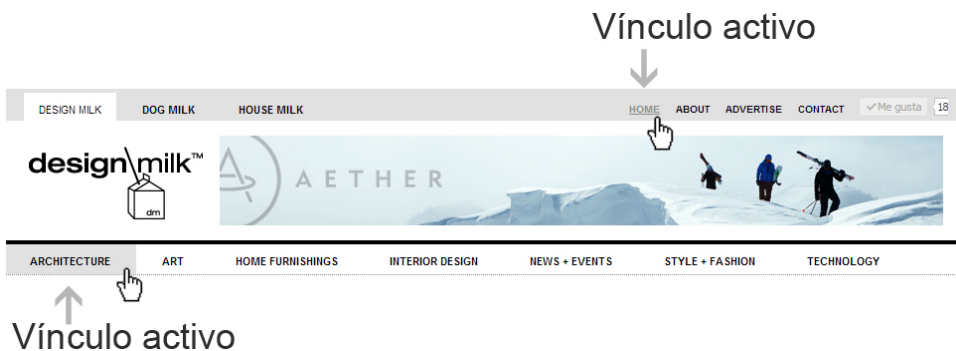 Vínculo activo
DESIGN MILK DOG MILK HOUSE MILK HOME ABOUT ADVERTISE CONTACT Me gusta 18
design milk™
dm
AETHER
ARCHITECTURE ART HOME FURNISHINGS INTERIOR DESIGN NEWS + EVENTS STYLE + FASHION TECHNOLOGY
Vínculo activo